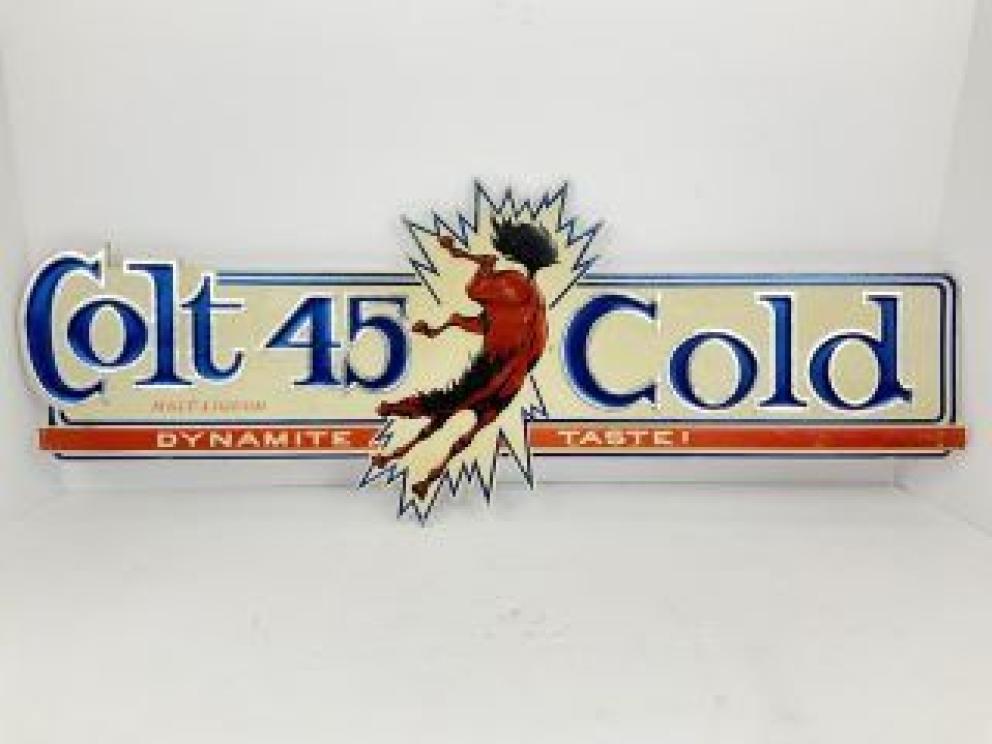 Colt 45 Cold
MALT LIQUOR
DYNAMITE TASTE!